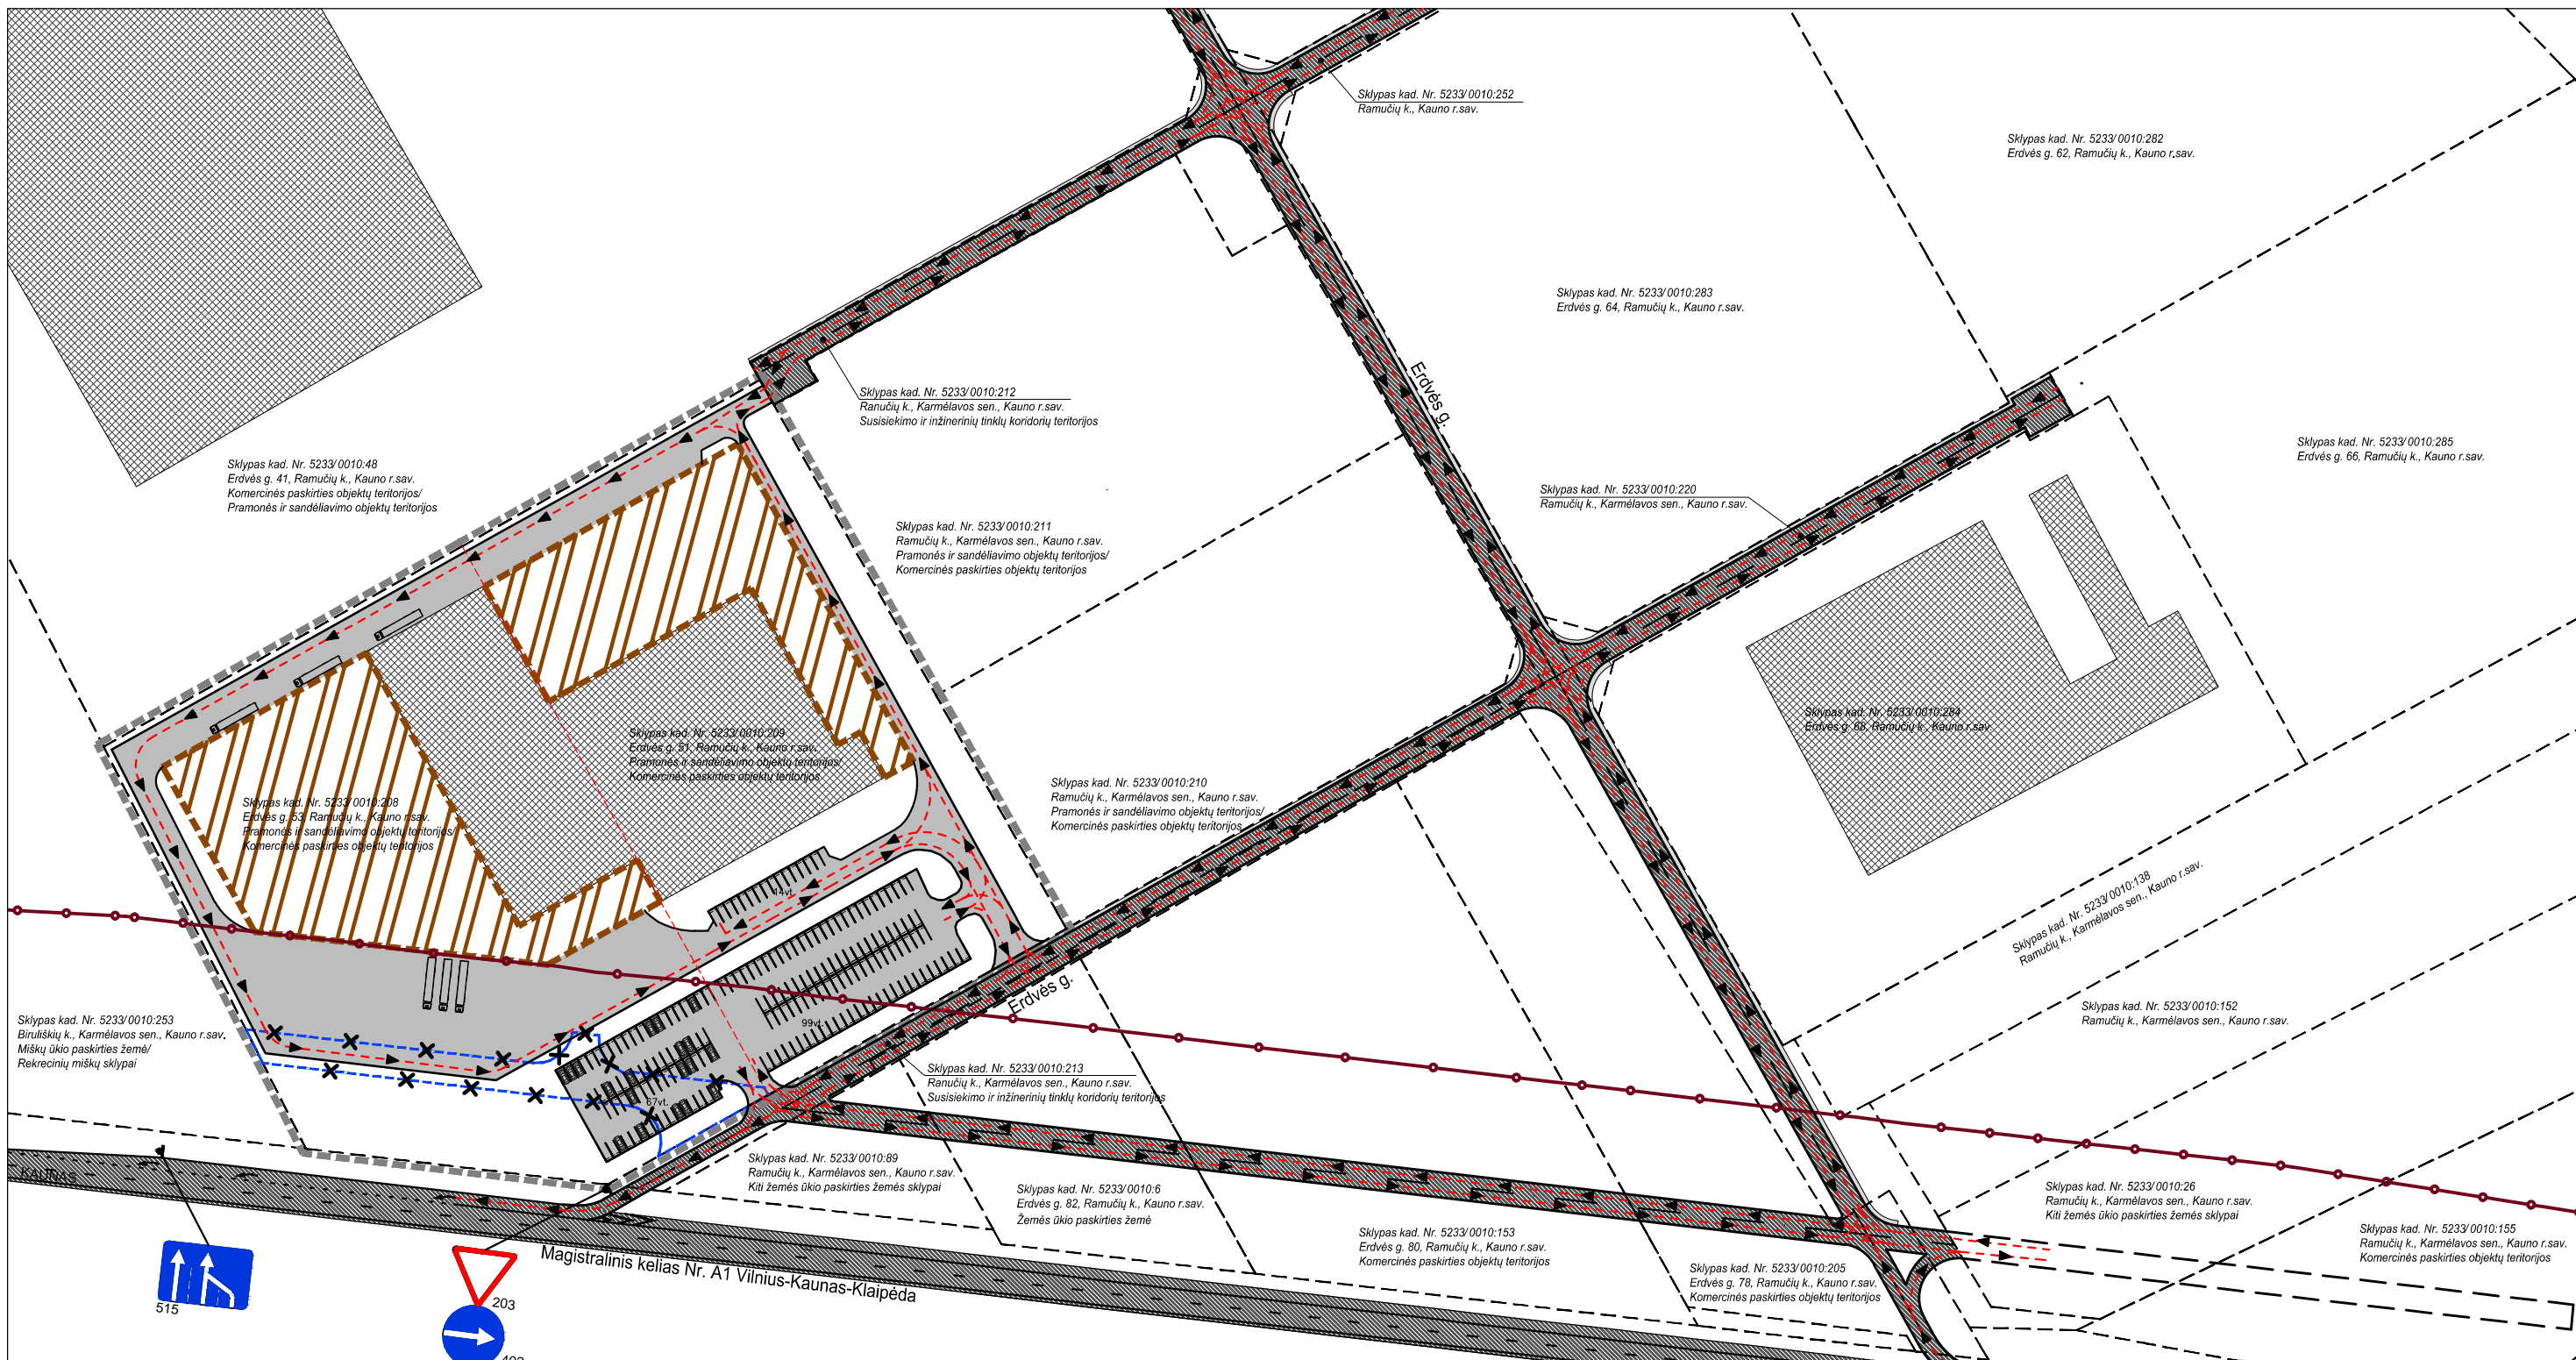 Sklypas kad. Nr. 5233/0010:252
Ramučių k., Kauno r.sav.
Sklypas kad. Nr. 5233/0010:282
Erdvės g. 62, Ramučių k., Kauno r.sav.
Sklypas kad. Nr. 5233/0010:283
Erdvės g. 64, Ramučių k., Kauno r.sav.
Erdvės g.
Sklypas kad. Nr. 5233/0010:212
Ranučių k., Karmėlavos sen., Kauno r.sav.
Susisiekimo ir inžinerinių tinklų koridorių teritorijos
Sklypas kad. Nr. 5233/0010:48
Erdvės g. 41, Ramučių k., Kauno r.sav.
Komercinės paskirties objektų teritorijos/
Pramonės ir sandėliavimo objektų teritorijos
Sklypas kad. Nr. 5233/0010:285
Erdvės g. 66, Ramučių k., Kauno r.sav.
Sklypas kad. Nr. 5233/0010:220
Ramučių k., Karmėlavos sen., Kauno r.sav.
Sklypas kad. Nr. 5233/0010:211
Ramučių k., Karmėlavos sen., Kauno r.sav.
Pramonės ir sandėliavimo objektų teritorijos/
Komercinės paskirties objektų teritorijos
Sklypas kad. Nr. 5233/0010:284
Erdvės g. 68, Ramučių k., Kauno r.sav.
Sklypas kad. Nr. 5233/0010:209
Erdvės g. 51, Ramučių k., Kauno r.sav.
Pramonės ir sandėliavimo objektų teritorijos/
Komercinės paskirties objektų teritorijos
Sklypas kad. Nr. 5233/0010:210
Ramučių k., Karmėlavos sen., Kauno r.sav.
Pramonės ir sandėliavimo objektų teritorijos/
Komercinės paskirties objektų teritorijos
Sklypas kad. Nr. 5233/0010:208
Erdvės g. 53, Ramučių k., Kauno r.sav.
Pramonės ir sandėliavimo objektų teritorijos/
Komercinės paskirties objektų teritorijos
14vt.
Sklypas kad. Nr. 5233/0010:138
Ramučių k., Karmėlavos sen., Kauno r.sav.
Erdvės g.
99vt.
Sklypas kad. Nr. 5233/0010:152
Ramučių k., Karmėlavos sen., Kauno r.sav.
Sklypas kad. Nr. 5233/0010:253
Biruliškių k., Karmėlavos sen., Kauno r.sav.
Miškų ūkio paskirties žemė/
Rekrecinių miškų sklypai
Sklypas kad. Nr. 5233/0010:213
Ranučių k., Karmėlavos sen., Kauno r.sav.
Susisiekimo ir inžinerinių tinklų koridorių teritorijos
67vt.
Sklypas kad. Nr. 5233/0010:89
Ramučių k., Karmėlavos sen., Kauno r.sav.
Kiti žemės ūkio paskirties žemės sklypai
KAUNAS
Sklypas kad. Nr. 5233/0010:6
Erdvės g. 82, Ramučių k., Kauno r.sav.
Žemės ūkio paskirties žemė
Sklypas kad. Nr. 5233/0010:26
Ramučių k., Karmėlavos sen., Kauno r.sav.
Kiti žemės ūkio paskirties žemės sklypai
Sklypas kad. Nr. 5233/0010:153
Erdvės g. 80, Ramučių k., Kauno r.sav.
Komercinės paskirties objektų teritorijos
Sklypas kad. Nr. 5233/0010:155
Ramučių k., Karmėlavos sen., Kauno r.sav.
Komercinės paskirties objektų teritorijos
Sklypas kad. Nr. 5233/0010:205
Erdvės g. 78, Ramučių k., Kauno r.sav.
Komercinės paskirties objektų teritorijos
Magistralinis kelias Nr. A1 Vilnius-Kaunas-Klaipėda
515
203